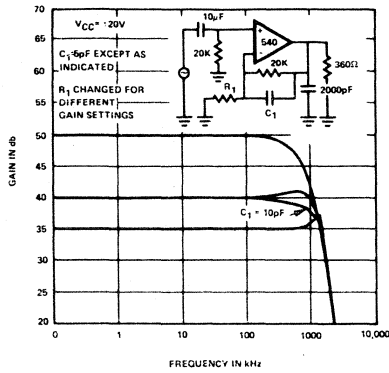 V_CC = ±20V
C₁=5pF EXCEPT AS
INDICATED
R₁ CHANGED FOR
DIFFERENT
GAIN SETTINGS
10µF
20K
+
-
540
20K
R₁
C₁
360Ω
2000pF
C₁ = 10pF
GAIN IN db
70
65
60
55
50
45
40
35
30
25
20
0 1 10 100 1000 10,000
FREQUENCY IN kHz